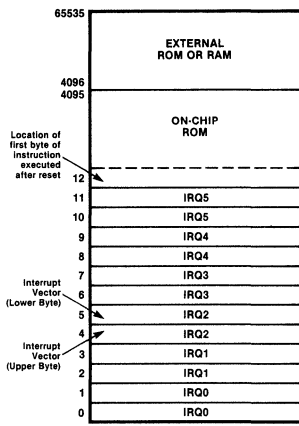 65535
EXTERNAL
ROM OR RAM
4096
4095
ON-CHIP
ROM
Location of
first byte of
instruction
executed
after reset
12
11 IRQ5
10 IRQ5
9 IRQ4
8 IRQ4
7 IRQ3
6 IRQ3
Interrupt
Vector
(Lower Byte)
5 IRQ2
4 IRQ2
Interrupt
Vector
(Upper Byte)
3 IRQ1
2 IRQ1
1 IRQ0
0 IRQ0